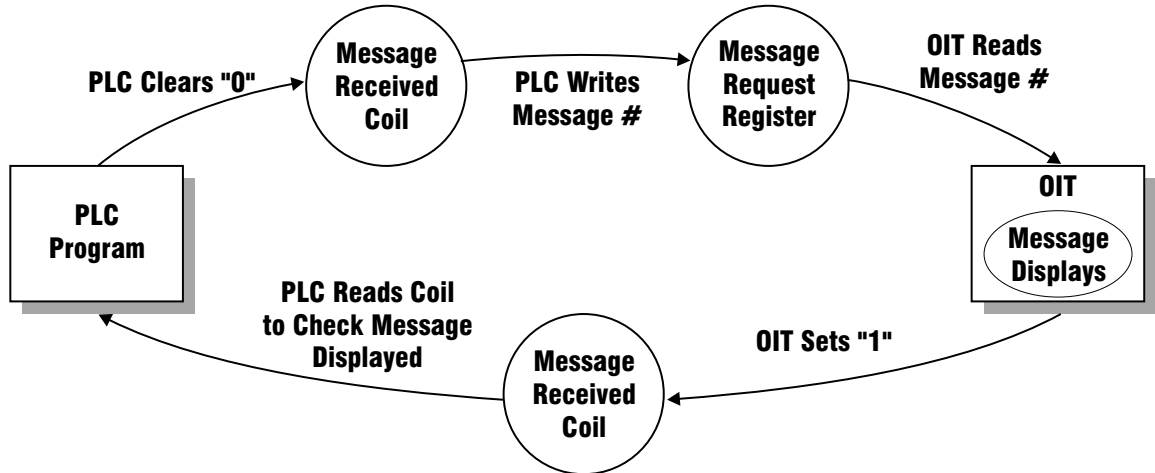 PLC Clears "0"
Message
Received
Coil
PLC Writes
Message #
Message
Request
Register
OIT Reads
Message #
PLC
Program
OIT
Message
Displays
PLC Reads Coil
to Check Message
Displayed
Message
Received
Coil
OIT Sets "1"